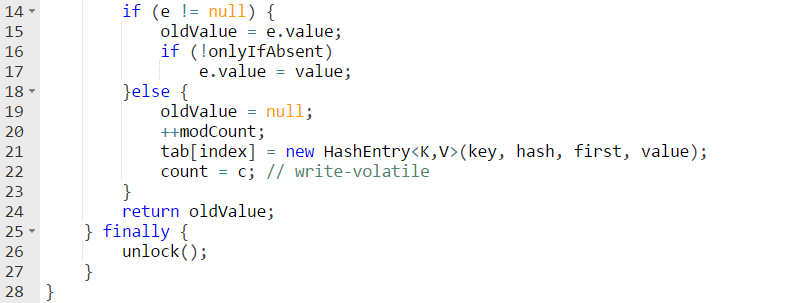 14 if (e != null) {
15 oldValue = e.value;
16 if (!onlyIfAbsent)
17 e.value = value;
18 }else {
19 oldValue = null;
20 ++modCount;
21 tab[index] = new HashEntry<K,V>(key, hash, first, value);
22 count = c; // write-volatile
23 }
24 return oldValue;
25 } finally {
26 unlock();
27 }
28 }